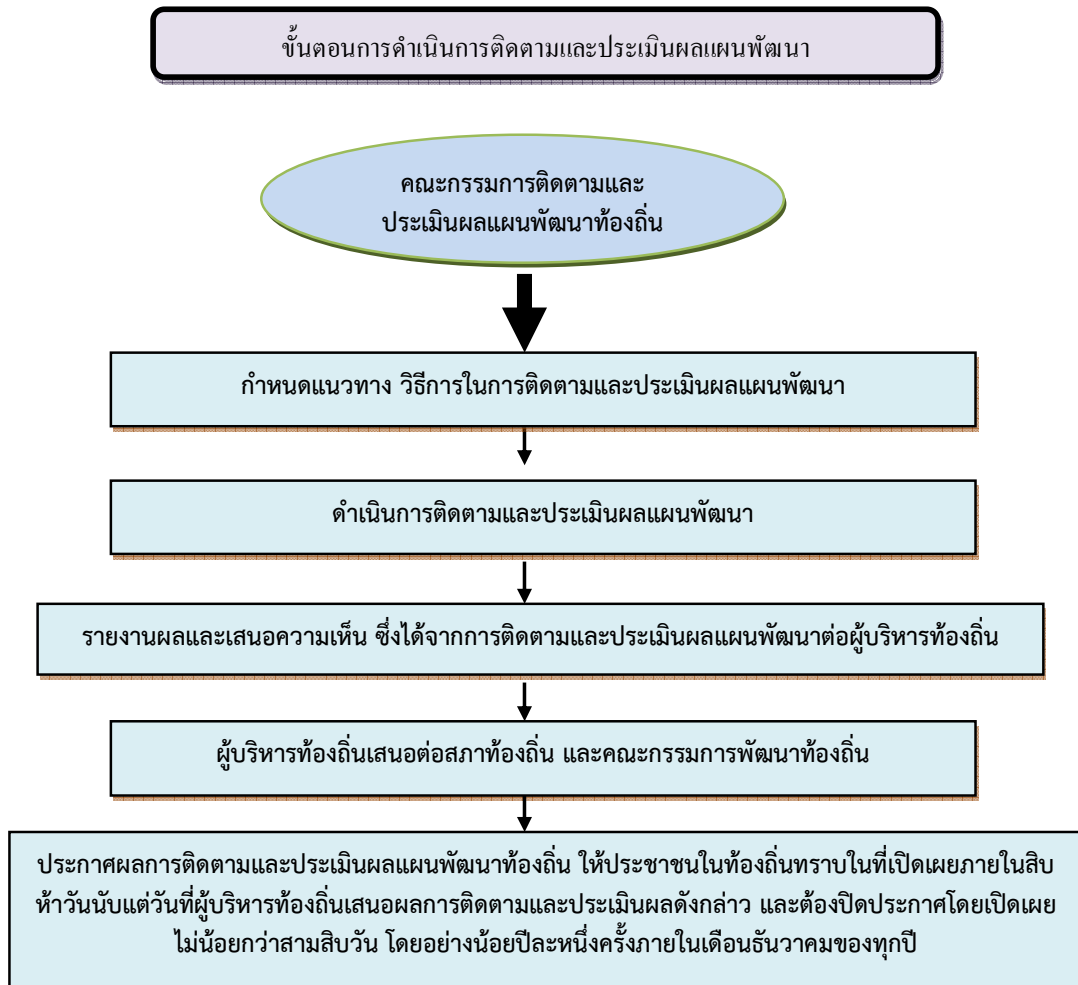 ขั้นตอนการดำเนินการติดตามและประเมินผลแผนพัฒนา
คณะกรรมการติดตามและ
ประเมินผลแผนพัฒนาท้องถิ่น
กำหนดแนวทาง วิธีการในการติดตามและประเมินผลแผนพัฒนา
ดำเนินการติดตามและประเมินผลแผนพัฒนา
รายงานผลและเสนอความเห็น ซึ่งได้จากการติดตามและประเมินผลแผนพัฒนาต่อผู้บริหารท้องถิ่น
ผู้บริหารท้องถิ่นเสนอต่อสภาท้องถิ่น และคณะกรรมการพัฒนาท้องถิ่น
ประกาศผลการติดตามและประเมินผลแผนพัฒนาท้องถิ่น ให้ประชาชนในท้องถิ่นทราบในที่เปิดเผยภายในสิบ
ห้าวันนับแต่วันที่ผู้บริหารท้องถิ่นเสนอผลการติดตามและประเมินผลดังกล่าว และต้องปิดประกาศโดยเปิดเผย
ไม่น้อยกว่าสามสิบวัน โดยอย่างน้อยปีละหนึ่งครั้งภายในเดือนธันวาคมของทุกปี